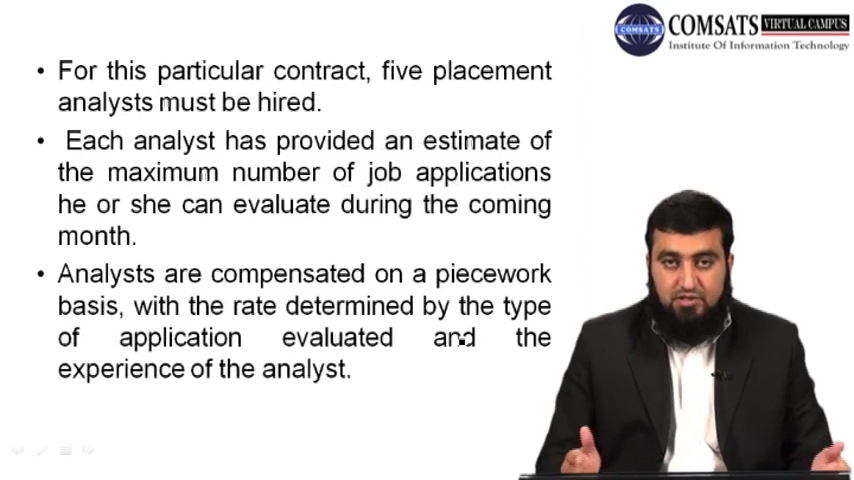 COMSATS VIRTUAL CAMPUS
Institute Of Information Technology
COMSATS
• For this particular contract, five placement
analysts must be hired.
• Each analyst has provided an estimate of
the maximum number of job applications
he or she can evaluate during the coming
month.
• Analysts are compensated on a piecework
basis, with the rate determined by the type
of application evaluated and the
experience of the analyst.